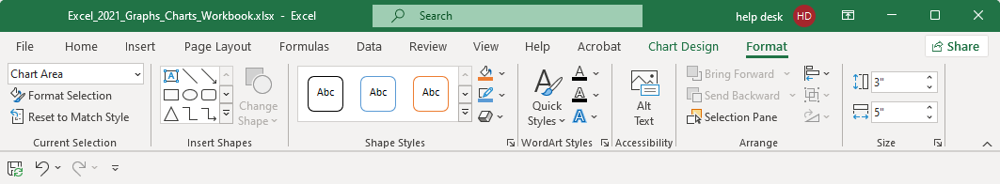 Excel_2021_Graphs_Charts_Workbook.xlsx - Excel
Search
help desk HD
File Home Insert Page Layout Formulas Data Review View Help Acrobat Chart Design Format Share
Chart Area
Format Selection
Reset to Match Style
Current Selection
A
Change
Shape
Insert Shapes
Abc Abc Abc
Shape Styles
Quick
Styles
A
A
A
A
WordArt Styles
Alt
Text
Accessibility
Bring Forward
Send Backward
Selection Pane
Arrange
3"
5"
Size